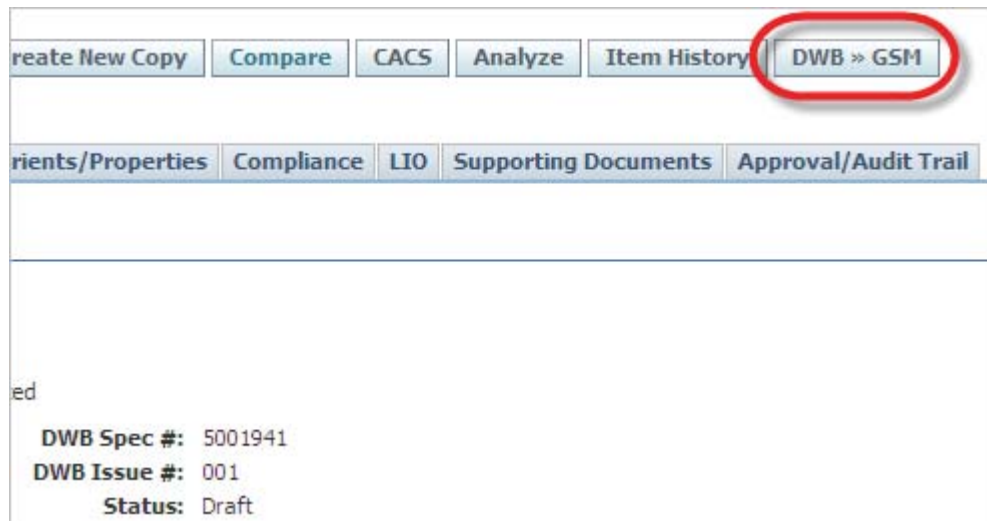 reate New Copy Compare CACS Analyze Item History DWB » GSM
rients/Properties Compliance LIO Supporting Documents Approval/Audit Trail
ed
DWB Spec #: 5001941
DWB Issue #: 001
Status: Draft